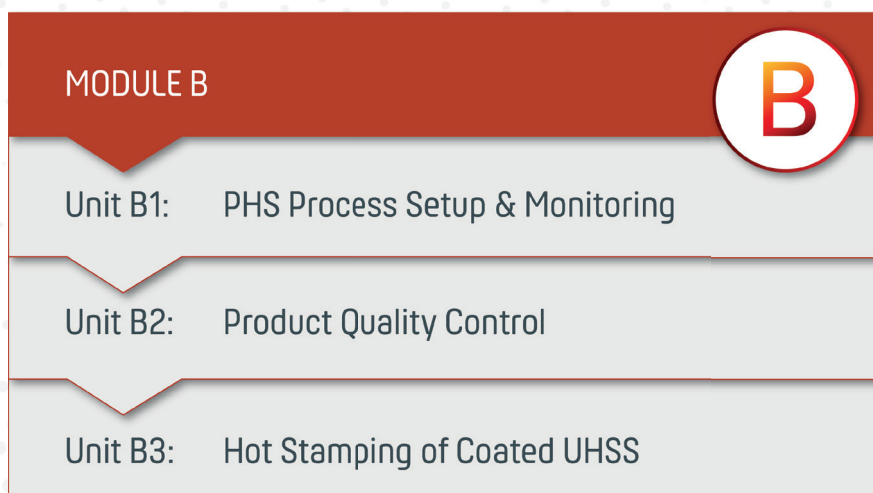 MODULE B
B
Unit B1: PHS Process Setup & Monitoring
Unit B2: Product Quality Control
Unit B3: Hot Stamping of Coated UHSS